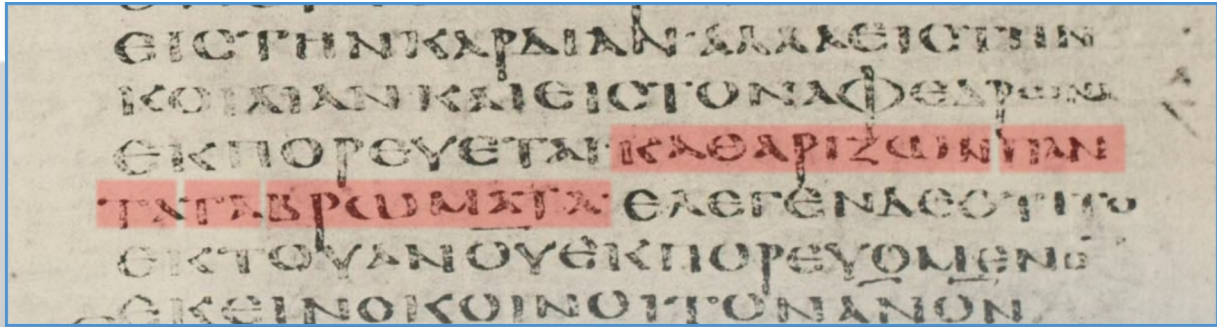 ΕΙΣΤΗΝΚΑΡΔΙΑΝ·ΑΛΛΑΕΙΣΤΗΝ
ΚΟΙΛΙΑΝΚΑΙΕΙΣΤΟΝΑΦΕΔΡΩΝΑ
ΕΚΠΟΡΕΥΕΤΑΙ·ΚΑΘΑΡΙΖΩΝΠΑΝ
ΤΑΤΑΒΡΩΜΑΤΑ ΕΛΕΓΕΝΔΕΟΤΙΤΟ
ΕΚΤΟΥΑΝΟΥΕΚΠΟΡΕΥΟΜΕΝΟ
ΕΚΕΙΝΟΚΟΙΝΟΙΤΟΝΑΝΟΝ